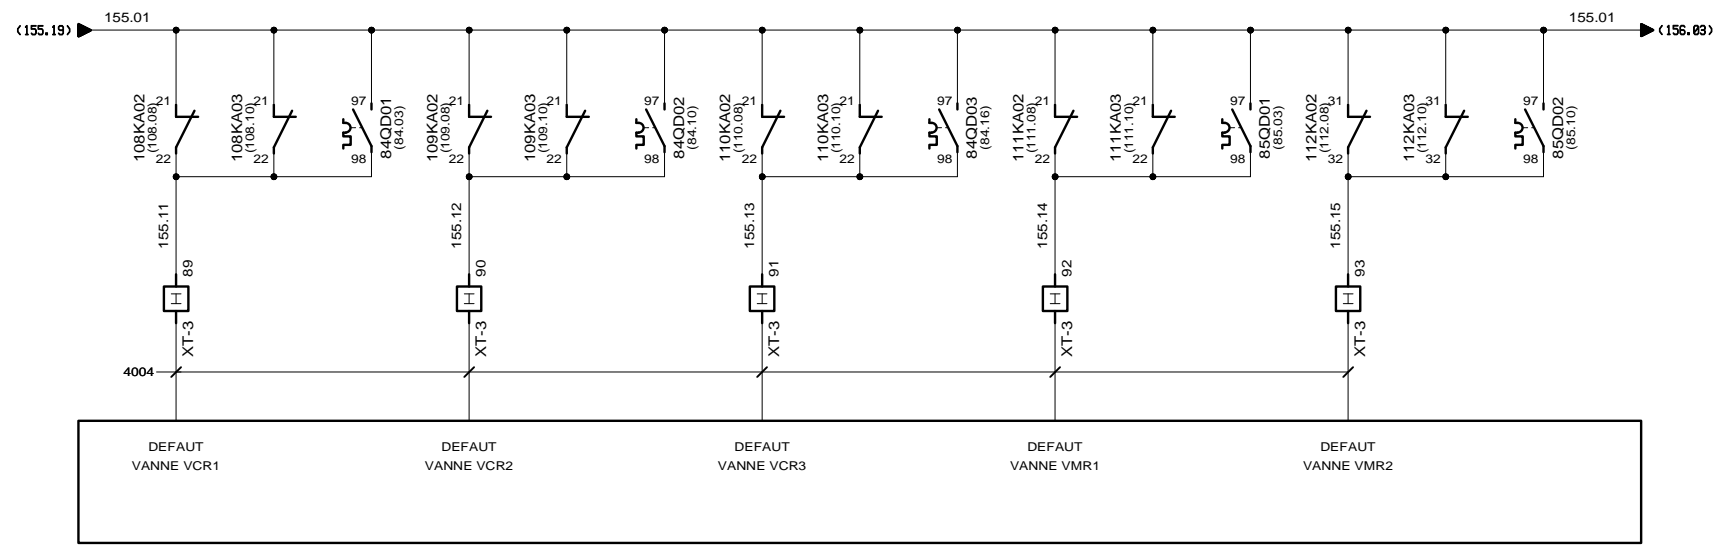 155.01
155.01
(155.19)
(156.03)
108KA02
(108.08)
21
22
108KA03
(108.10)
21
22
97
98
84QD01
(84.03)
109KA02
(109.08)
21
22
109KA03
(109.10)
21
22
97
98
84QD02
(84.10)
110KA02
(110.08)
21
22
110KA03
(110.10)
21
22
97
98
84QD03
(84.16)
111KA02
(111.08)
21
22
111KA03
(111.10)
21
22
97
98
85QD01
(85.03)
112KA02
(112.08)
31
32
112KA03
(112.10)
31
32
97
98
85QD02
(85.10)
155.11
155.12
155.13
155.14
155.15
89
90
91
92
93
XT-3
XT-3
XT-3
XT-3
XT-3
4004
DEFAUT
VANNE VCR1
DEFAUT
VANNE VCR2
DEFAUT
VANNE VCR3
DEFAUT
VANNE VMR1
DEFAUT
VANNE VMR2